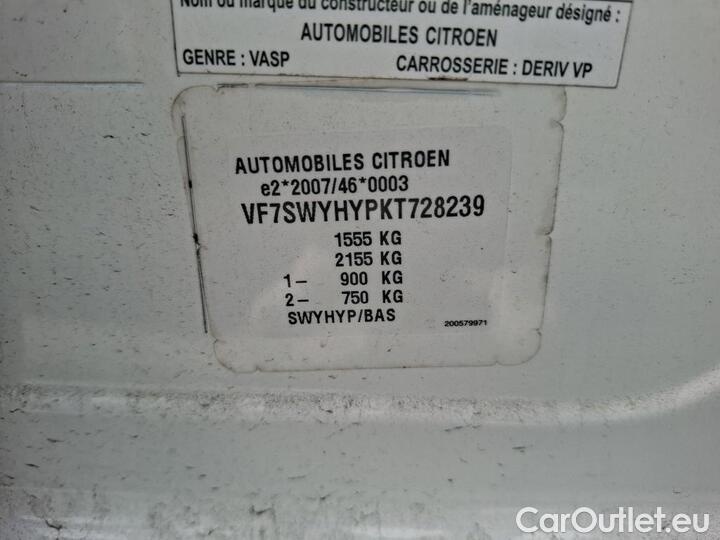 Nom ou marque du constructeur ou de l'aménageur désigné :
AUTOMOBILES CITROEN
GENRE : VASP CARROSSERIE : DERIV VP
AUTOMOBILES CITROEN
e2*2007/46*0003
VF7SWYHYPKT728239
1555 KG
2155 KG
1– 900 KG
2– 750 KG
SWYHYP/BAS
200579971
CarOutlet.eu